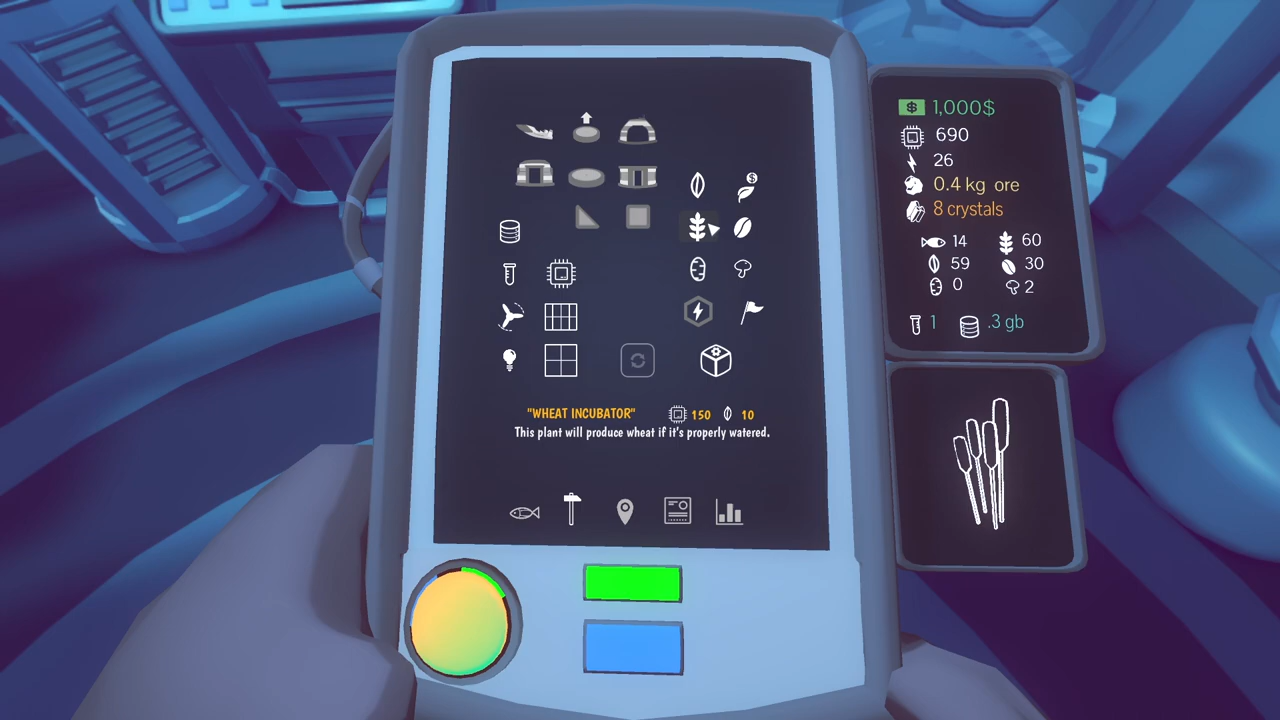 1,000$
690
26
0.4 kg ore
8 crystals
14 60
59 30
0 2
1 .3 gb
"WHEAT INCUBATOR" 150 10
This plant will produce wheat if it's properly watered.